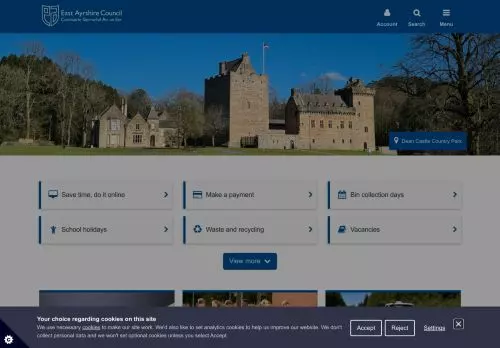 East Ayrshire Council
Comhairle Siorrachd Àir an Ear
Account
Search
Menu
Dean Castle Country Park
Save time, do it online
Make a payment
Bin collection days
School holidays
Waste and recycling
Vacancies
View more
Your choice regarding cookies on this site
We use necessary cookies to make our site work. We'd also like to set analytics cookies to help us improve our website. We don't
collect personal data and we won't set optional cookies unless you select Accept.
Accept
Reject
Settings